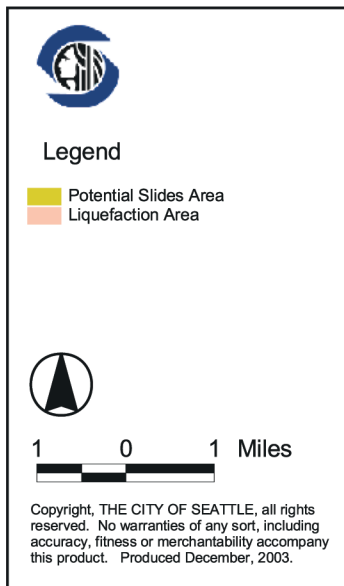 Legend
Potential Slides Area
Liquefaction Area
1 0 1 Miles
Copyright, THE CITY OF SEATTLE, all rights
reserved. No warranties of any sort, including
accuracy, fitness or merchantability accompany
this product. Produced December, 2003.